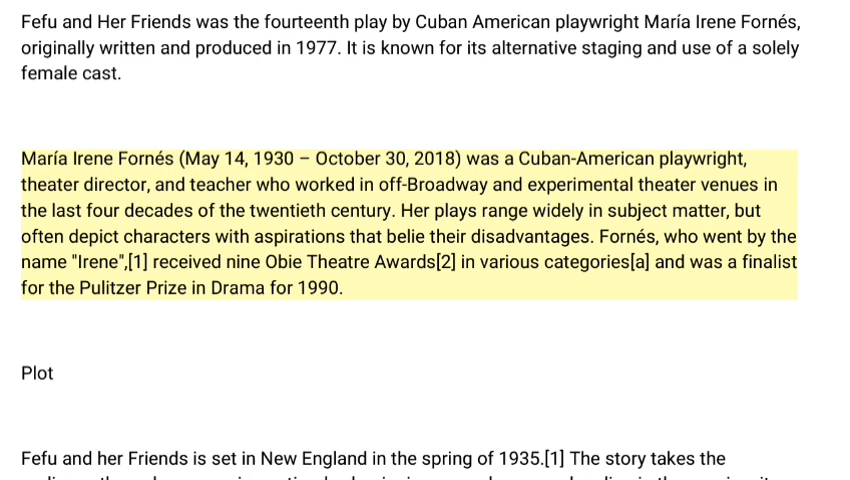 Fefu and Her Friends was the fourteenth play by Cuban American playwright María Irene Fornés,
originally written and produced in 1977. It is known for its alternative staging and use of a solely
female cast.
María Irene Fornés (May 14, 1930 – October 30, 2018) was a Cuban-American playwright,
theater director, and teacher who worked in off-Broadway and experimental theater venues in
the last four decades of the twentieth century. Her plays range widely in subject matter, but
often depict characters with aspirations that belie their disadvantages. Fornés, who went by the
name "Irene",[1] received nine Obie Theatre Awards[2] in various categories[a] and was a finalist
for the Pulitzer Prize in Drama for 1990.
Plot
Fefu and her Friends is set in New England in the spring of 1935.[1] The story takes the